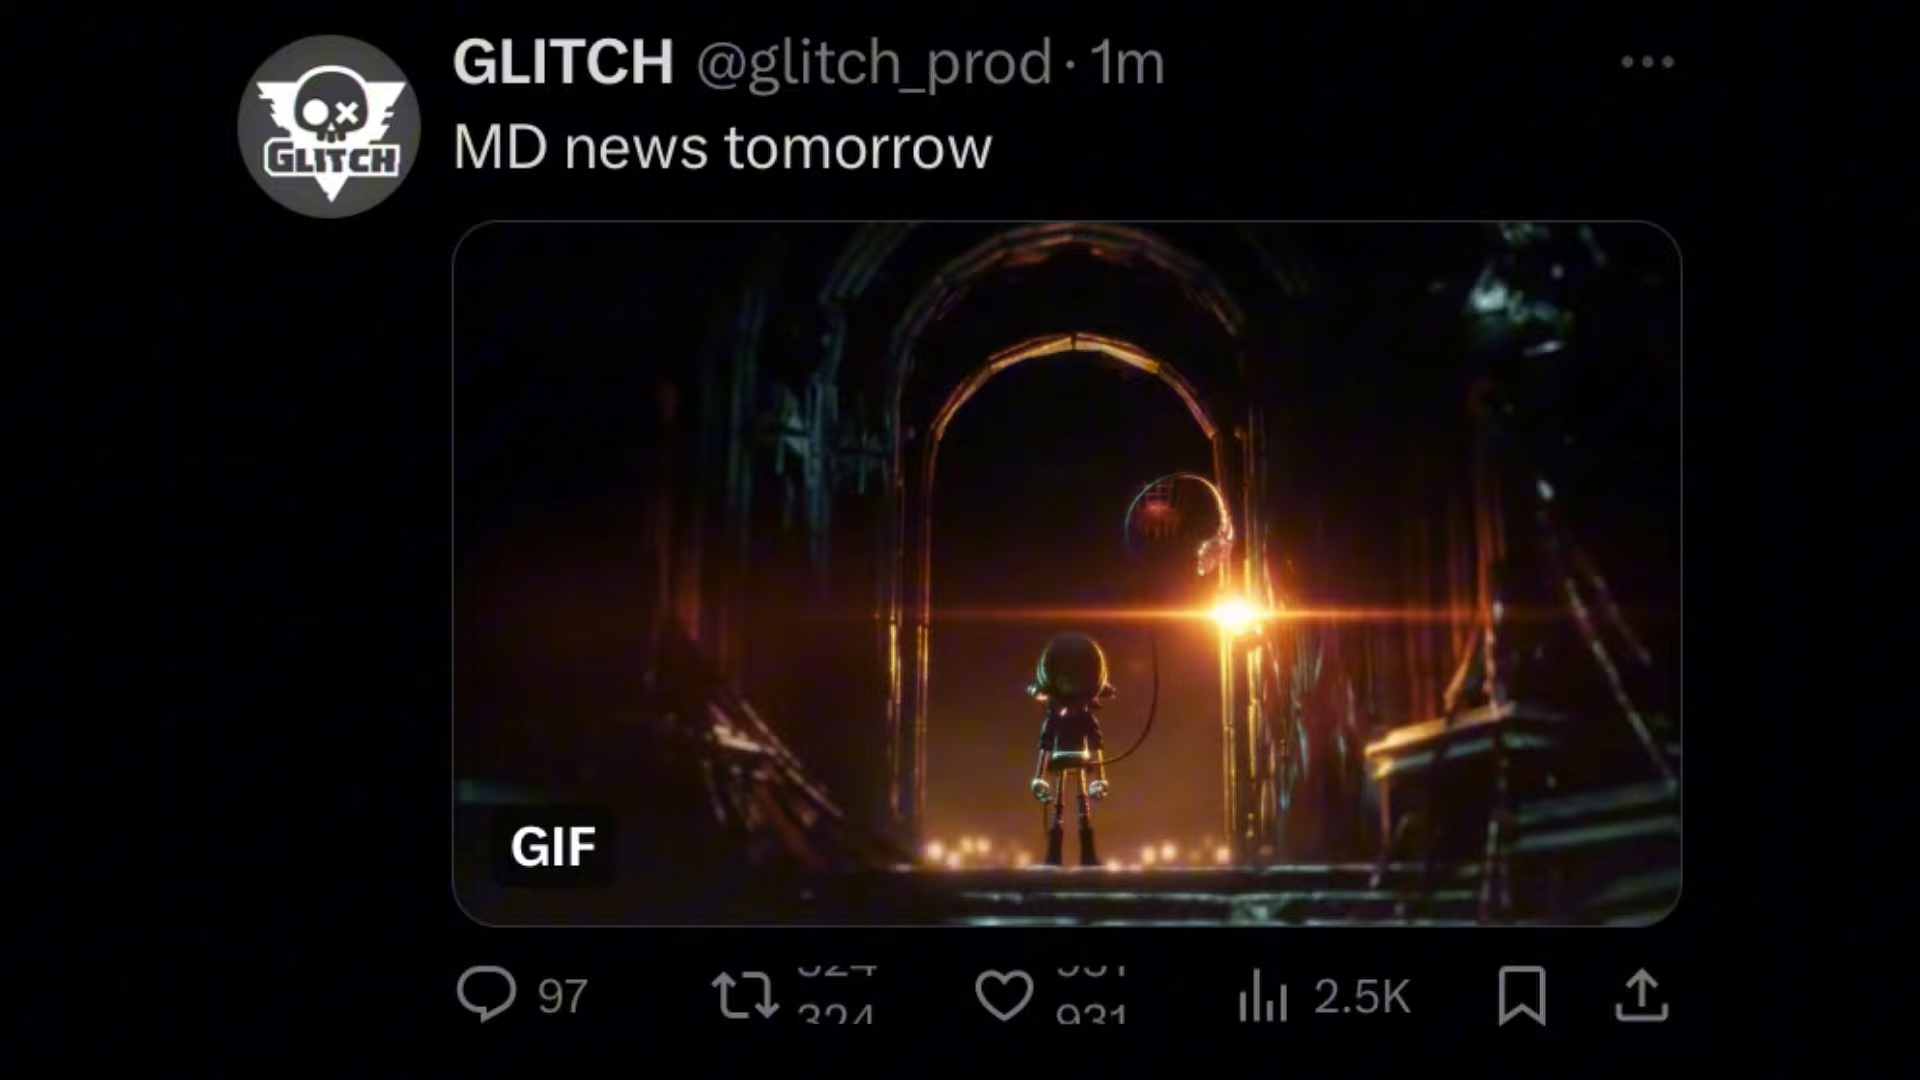 GLITCH @glitch_prod · 1m
MD news tomorrow
GLITCH
GIF
97 324 931 2.5K